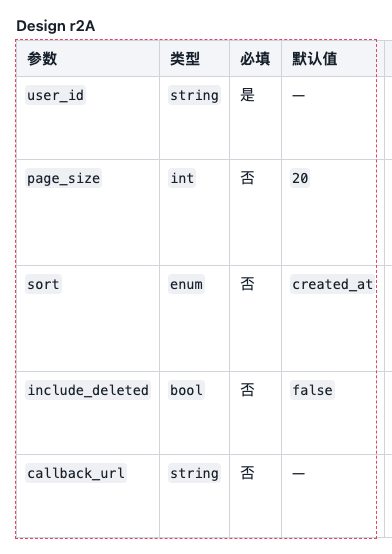 Design r2A
参数 类型 必填 默认值
user_id string 是 —
page_size int 否 20
sort enum 否 created_at
include_deleted bool 否 false
callback_url string 否 —